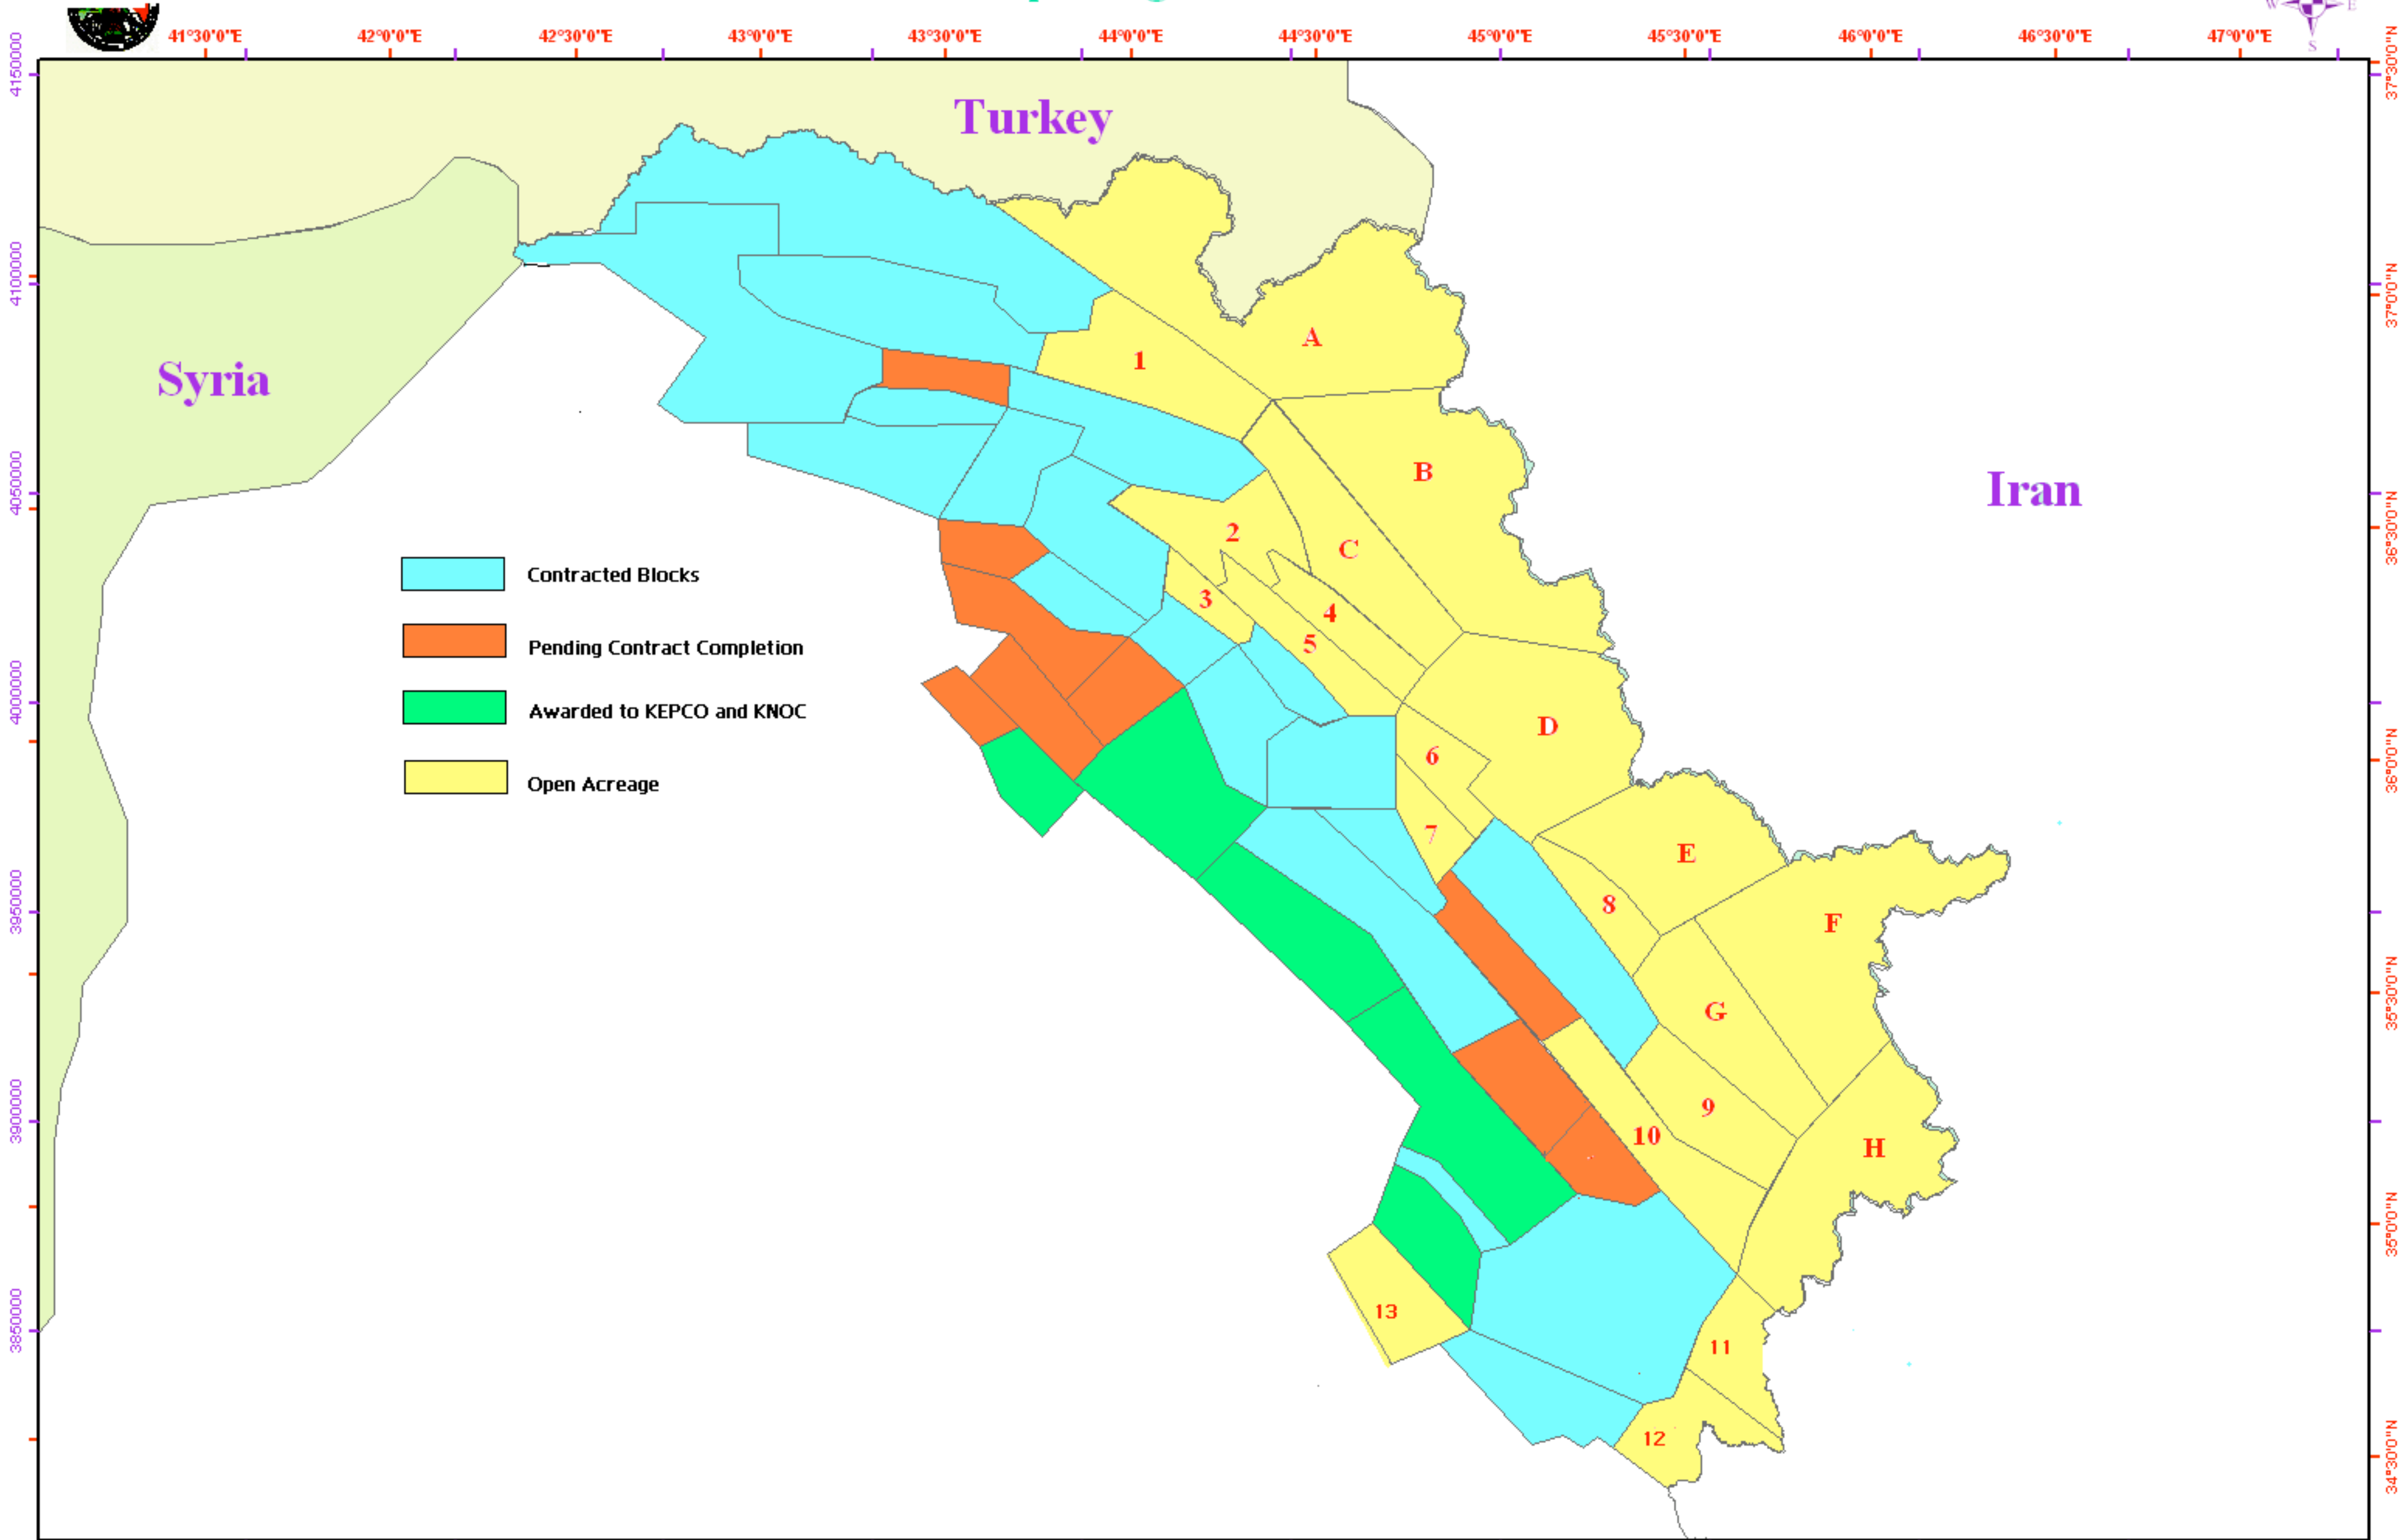 W E
S
41°30'0"E 42°0'0"E 42°30'0"E 43°0'0"E 43°30'0"E 44°0'0"E 44°30'0"E 45°0'0"E 45°30'0"E 46°0'0"E 46°30'0"E 47°0'0"E
4150000
4100000
4050000
4000000
3950000
3900000
3850000
37°30'0"N
37°0'0"N
36°30'0"N
36°0'0"N
35°30'0"N
35°0'0"N
34°30'0"N
Turkey
Syria
Iran
Contracted Blocks
Pending Contract Completion
Awarded to KEPCO and KNOC
Open Acreage
A
1
B
2
C
3
4
5
D
6
7
E
8
F
G
9
10
H
13
11
12